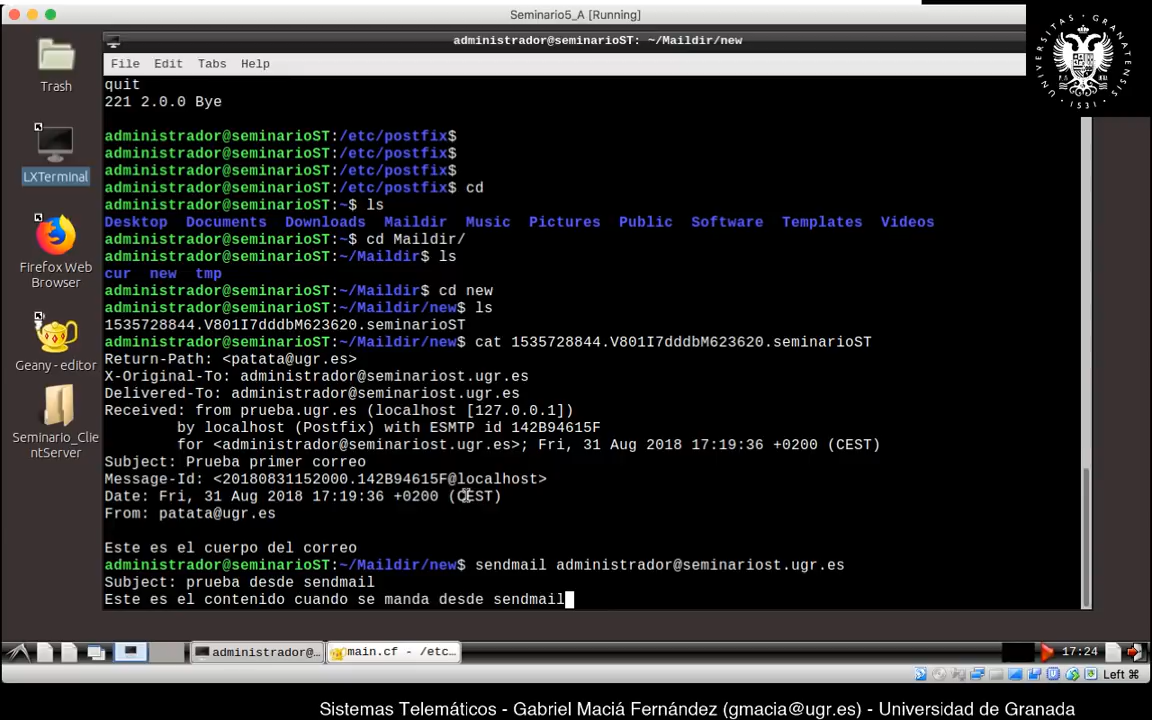 Seminario5_A [Running]
administrador@seminarioST: ~/Maildir/new
File Edit Tabs Help
quit
221 2.0.0 Bye
administrador@seminarioST:/etc/postfix$
administrador@seminarioST:/etc/postfix$
administrador@seminarioST:/etc/postfix$
administrador@seminarioST:/etc/postfix$ cd
administrador@seminarioST:~$ ls
Desktop Documents Downloads Maildir Music Pictures Public Software Templates Videos
administrador@seminarioST:~$ cd Maildir/
administrador@seminarioST:~/Maildir$ ls
cur new tmp
administrador@seminarioST:~/Maildir$ cd new
administrador@seminarioST:~/Maildir/new$ ls
1535728844.V801I7dddbM623620.seminarioST
administrador@seminarioST:~/Maildir/new$ cat 1535728844.V801I7dddbM623620.seminarioST
Return-Path: <patata@ugr.es>
X-Original-To: administrador@seminariost.ugr.es
Delivered-To: administrador@seminariost.ugr.es
Received: from prueba.ugr.es (localhost [127.0.0.1])
by localhost (Postfix) with ESMTP id 142B94615F
for <administrador@seminariost.ugr.es>; Fri, 31 Aug 2018 17:19:36 +0200 (CEST)
Subject: Prueba primer correo
Message-Id: <20180831152000.142B94615F@localhost>
Date: Fri, 31 Aug 2018 17:19:36 +0200 (CEST)
From: patata@ugr.es
Este es el cuerpo del correo
administrador@seminarioST:~/Maildir/new$ sendmail administrador@seminariost.ugr.es
Subject: prueba desde sendmail
Este es el contenido cuando se manda desde sendmail
Trash
LXTerminal
Firefox Web
Browser
Geany - editor
Seminario_Clie
ntServer
UNIVERSITAS GRANATENSIS
1531
administrador@...
main.cf - /etc...
17:24
Left ⌘
Sistemas Telemáticos - Gabriel Maciá Fernández (gmacia@ugr.es) - Universidad de Granada